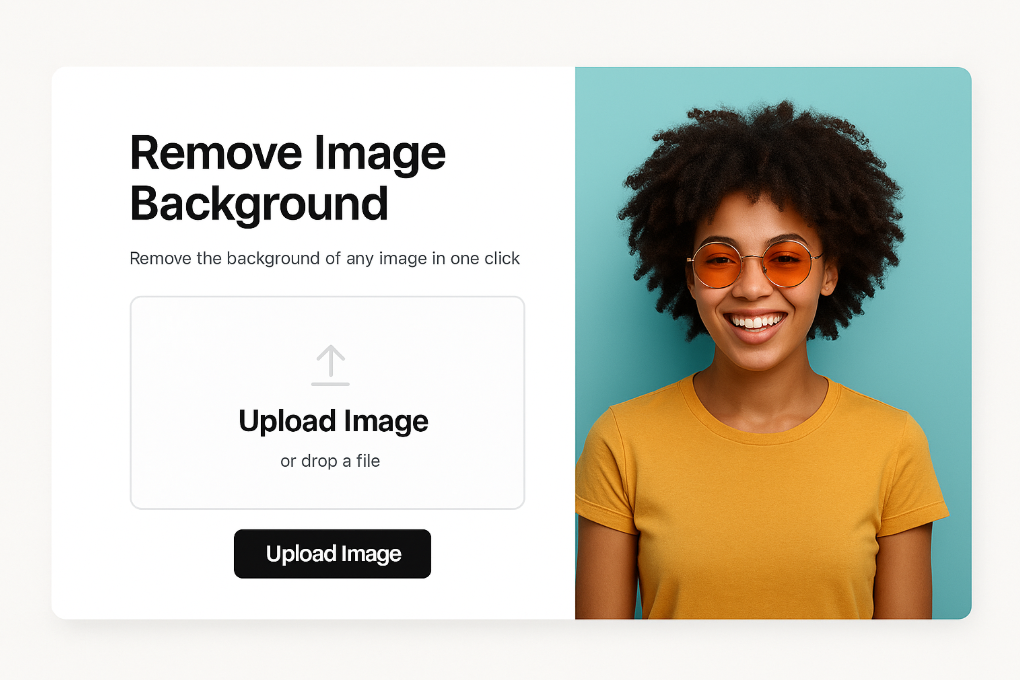 Remove Image
Background
Remove the background of any image in one click
Upload Image
or drop a file
Upload Image